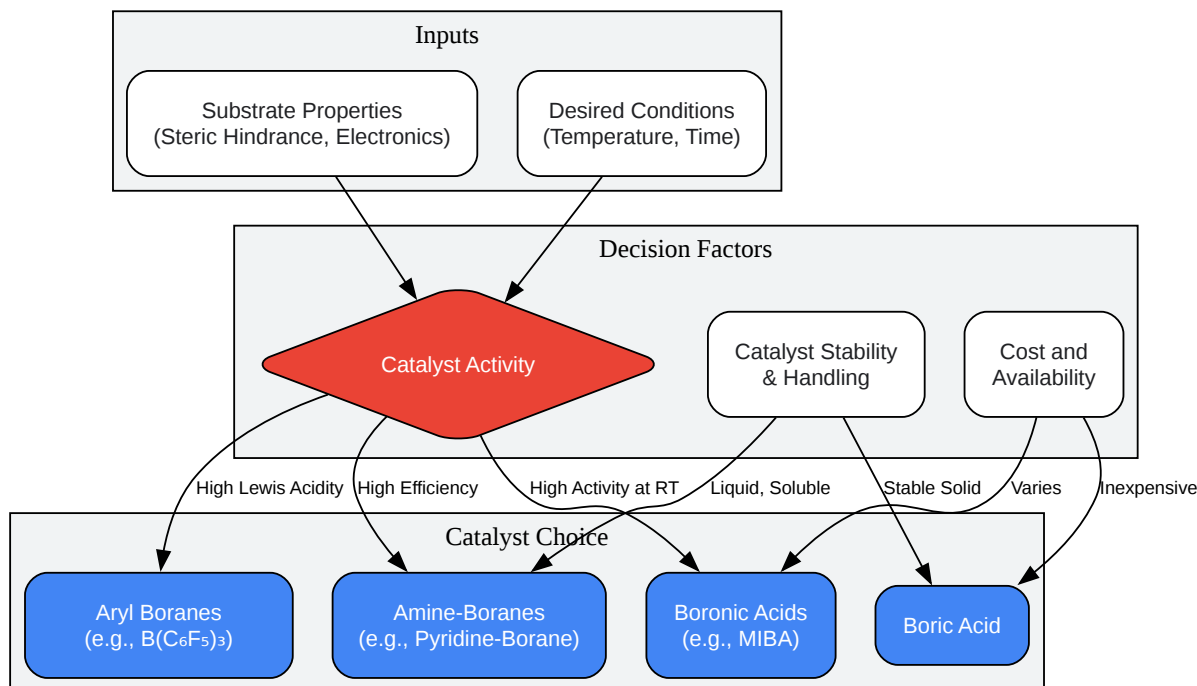 Inputs
Substrate Properties
(Steric Hindrance, Electronics)
Desired Conditions
(Temperature, Time)
Decision Factors
Catalyst Activity
Catalyst Stability
& Handling
Cost and
Availability
High Lewis Acidity
High Efficiency
High Activity at RT
Liquid, Soluble
Stable Solid
Varies
Inexpensive
Catalyst Choice
Aryl Boranes
(e.g., B(C₆F₅)₃)
Amine-Boranes
(e.g., Pyridine-Borane)
Boronic Acids
(e.g., MIBA)
Boric Acid